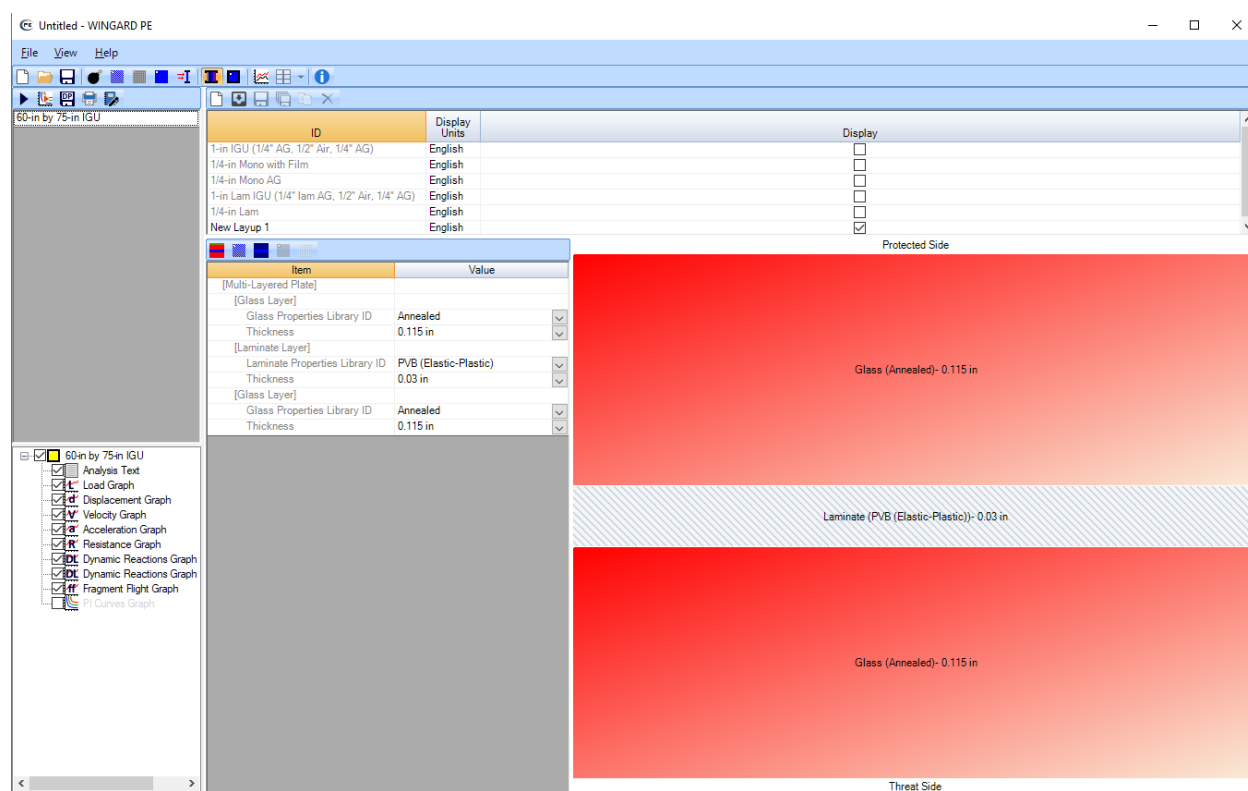 Untitled - WINGARD PE
File View Help
60-in by 75-in IGU
ID Display Units Display
1-in IGU (1/4" AG, 1/2" Air, 1/4" AG) English
1/4-in Mono with Film English
1/4-in Mono AG English
1-in Lam IGU (1/4" lam AG, 1/2" Air, 1/4" AG) English
1/4-in Lam English
New Layup 1 English
Item Value
[Multi-Layered Plate]
[Glass Layer]
Glass Properties Library ID Annealed
Thickness 0.115 in
[Laminate Layer]
Laminate Properties Library ID PVB (Elastic-Plastic)
Thickness 0.03 in
[Glass Layer]
Glass Properties Library ID Annealed
Thickness 0.115 in
Protected Side
Glass (Annealed)- 0.115 in
Laminate (PVB (Elastic-Plastic))- 0.03 in
Glass (Annealed)- 0.115 in
Threat Side
60-in by 75-in IGU
Analysis Text
Load Graph
Displacement Graph
Velocity Graph
Acceleration Graph
Resistance Graph
Dynamic Reactions Graph
Dynamic Reactions Graph
Fragment Flight Graph
PI Curves Graph